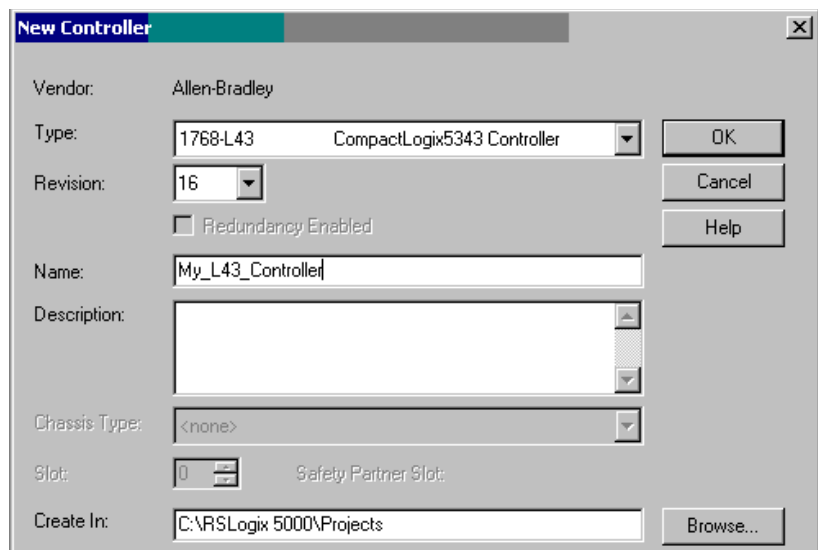 New Controller
Vendor: Allen-Bradley
Type: 1768-L43 CompactLogix5343 Controller OK
Revision: 16 Cancel
Redundancy Enabled Help
Name: My_L43_Controller
Description:
Chassis Type: <none>
Slot: 0 Safety Partner Slot:
Create In: C:\RSLogix 5000\Projects Browse...